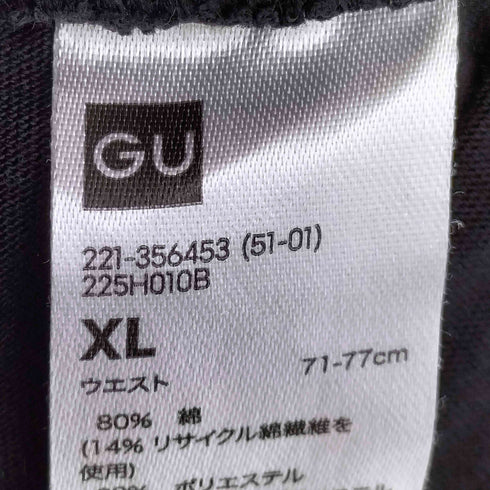 GU
221-356453 (51-01)
225H010B
XL
71-77cm
ウエスト
80% 綿
(14% リサイクル綿繊維を
使用)
ポリエステル